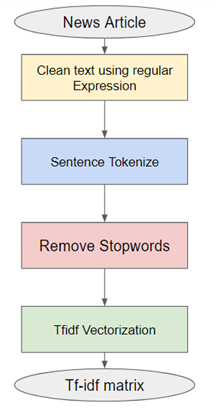 News Article
Clean text using regular
Expression
Sentence Tokenize
Remove Stopwords
Tfidf Vectorization
Tf-idf matrix